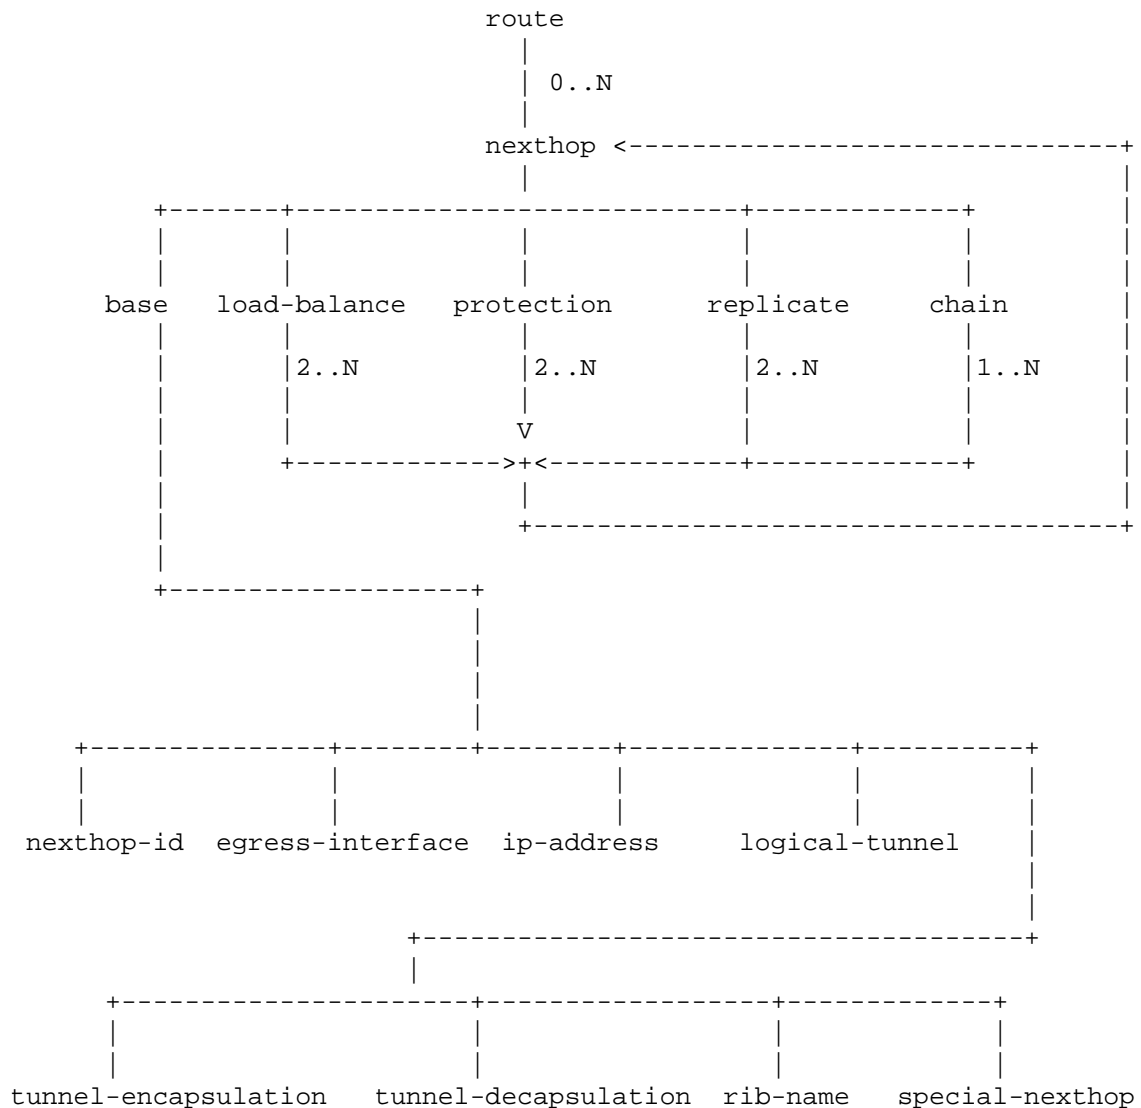 route
0..N
nexthop
base load-balance protection replicate chain
2..N 2..N 2..N 1..N
V
nexthop-id egress-interface ip-address logical-tunnel
tunnel-encapsulation tunnel-decapsulation rib-name special-nexthop